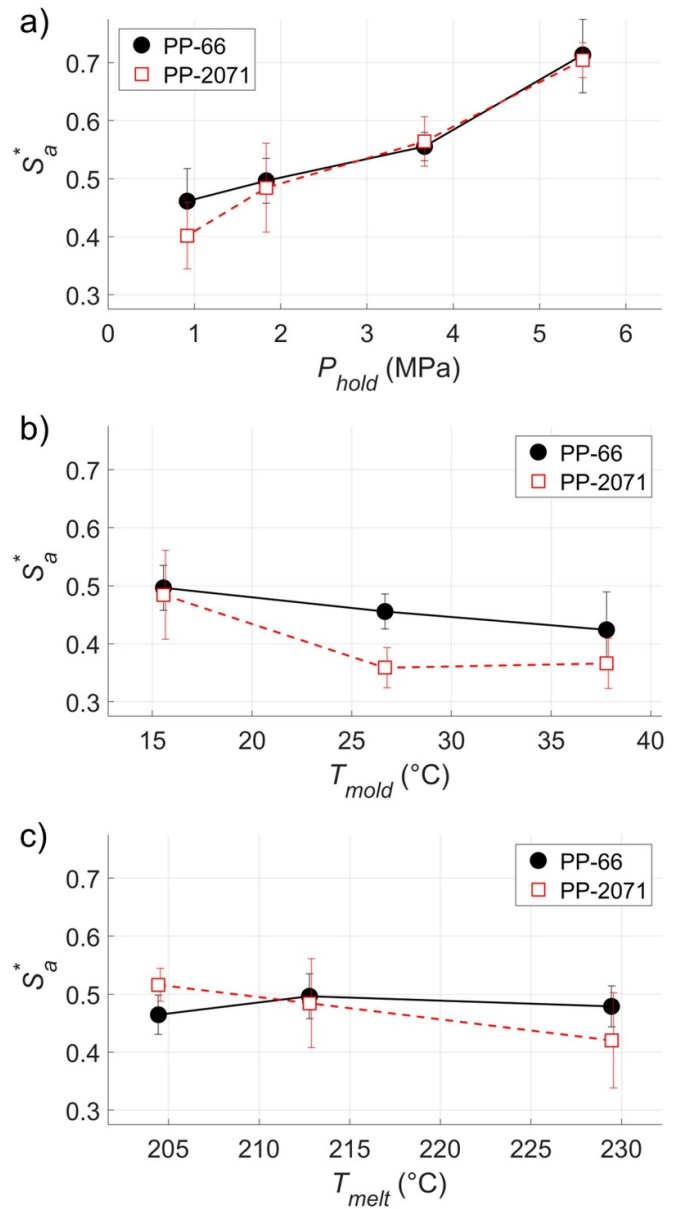 a)
PP-66
PP-2071
0.7
0.6
0.5
0.4
0.3
S*a
0 1 2 3 4 5 6
Phold (MPa)
b)
PP-66
PP-2071
0.7
0.6
0.5
0.4
0.3
S*a
15 20 25 30 35 40
Tmold (°C)
c)
PP-66
PP-2071
0.7
0.6
0.5
0.4
0.3
S*a
205 210 215 220 225 230
Tmelt (°C)